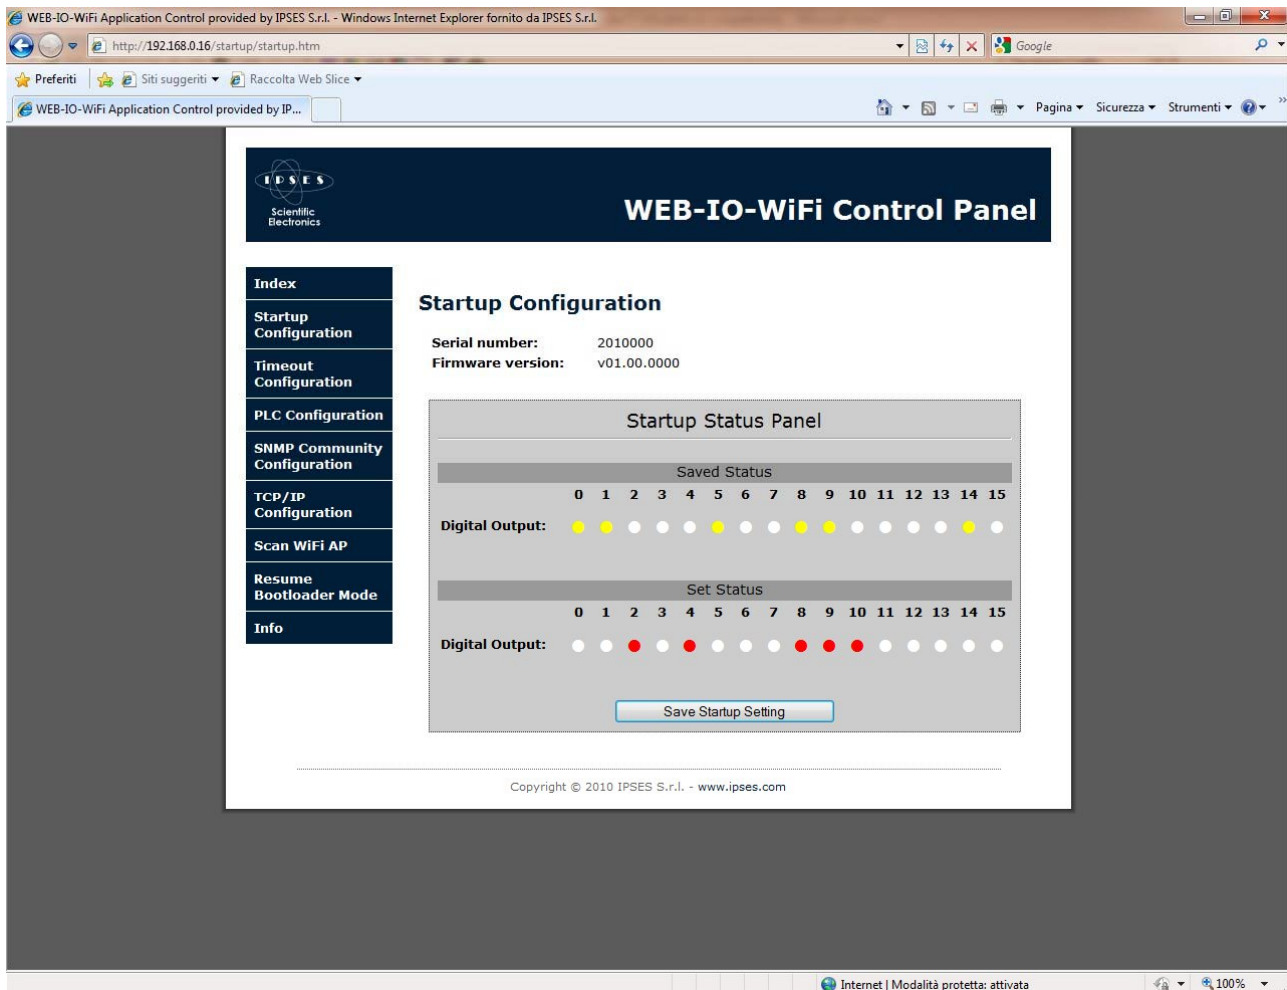 WEB-IO-WiFi Application Control provided by IPSES S.r.l. - Windows Internet Explorer fornito da IPSES S.r.l.
http://192.168.0.16/startup/startup.htm
Google
Preferiti Siti suggeriti Raccolta Web Slice
WEB-IO-WiFi Application Control provided by IP...
Pagina Sicurezza Strumenti
IPSES
Scientific
Electronics
WEB-IO-WiFi Control Panel
Index
Startup
Configuration
Timeout
Configuration
PLC Configuration
SNMP Community
Configuration
TCP/IP
Configuration
Scan WiFi AP
Resume
Bootloader Mode
Info
Startup Configuration
Serial number: 2010000
Firmware version: v01.00.0000
Startup Status Panel
Saved Status
0 1 2 3 4 5 6 7 8 9 10 11 12 13 14 15
Digital Output:
Set Status
0 1 2 3 4 5 6 7 8 9 10 11 12 13 14 15
Digital Output:
Save Startup Setting
Copyright © 2010 IPSES S.r.l. - www.ipses.com
Internet | Modalità protetta: attivata
100%